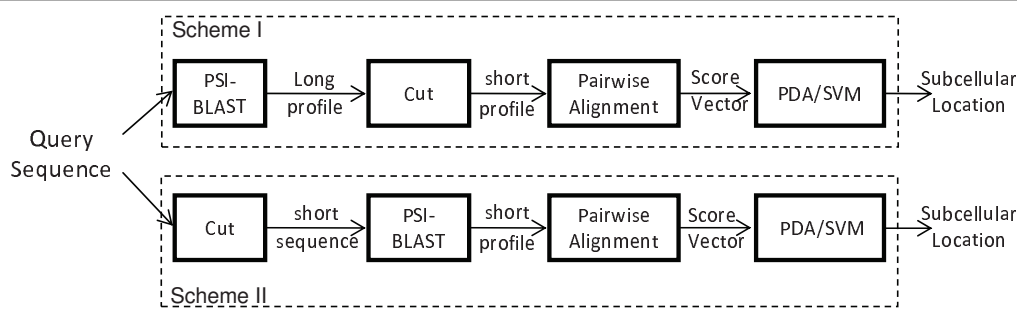 Scheme I
PSI-
BLAST
Long
profile
Cut
short
profile
Pairwise
Alignment
Score
Vector
PDA/SVM
Subcellular
Location
Query
Sequence
Cut
short
sequence
PSI-
BLAST
short
profile
Pairwise
Alignment
Score
Vector
PDA/SVM
Subcellular
Location
Scheme II